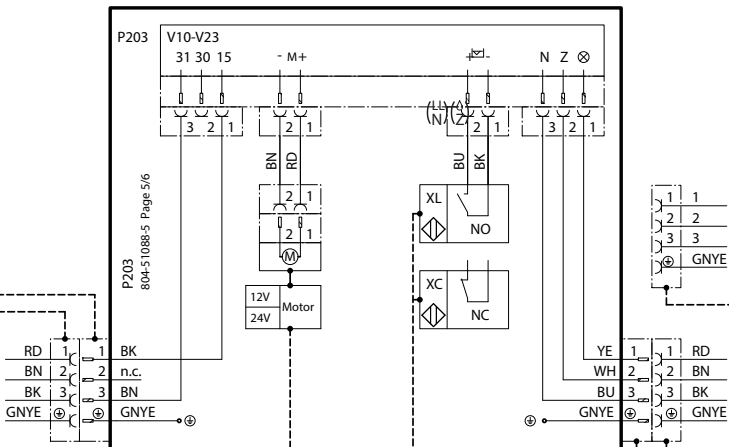 P203 V10-V23
31 30 15 - M+ + - N Z ⊗
(LL N) (Δ Z)
3 2 1 2 1 2 1 3 2 1
BN RD BU BK
2 1
2 1
M
12V
24V
Motor
XL
NO
XC
NC
P203
804-51088-5 Page 5/6
1 1
2 2
3 3
GNYE
RD 1 1 BK
BN 2 2 n.c.
BK 3 3 BN
GNYE GNYE
YE 1 1 RD
WH 2 2 BN
BU 3 3 BK
GNYE GNYE